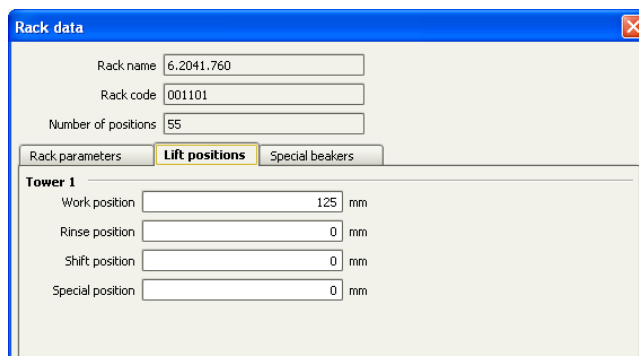 Rack data
Rack name 6.2041.760
Rack code 001101
Number of positions 55
Rack parameters Lift positions Special beakers
Tower 1
Work position 125 mm
Rinse position 0 mm
Shift position 0 mm
Special position 0 mm